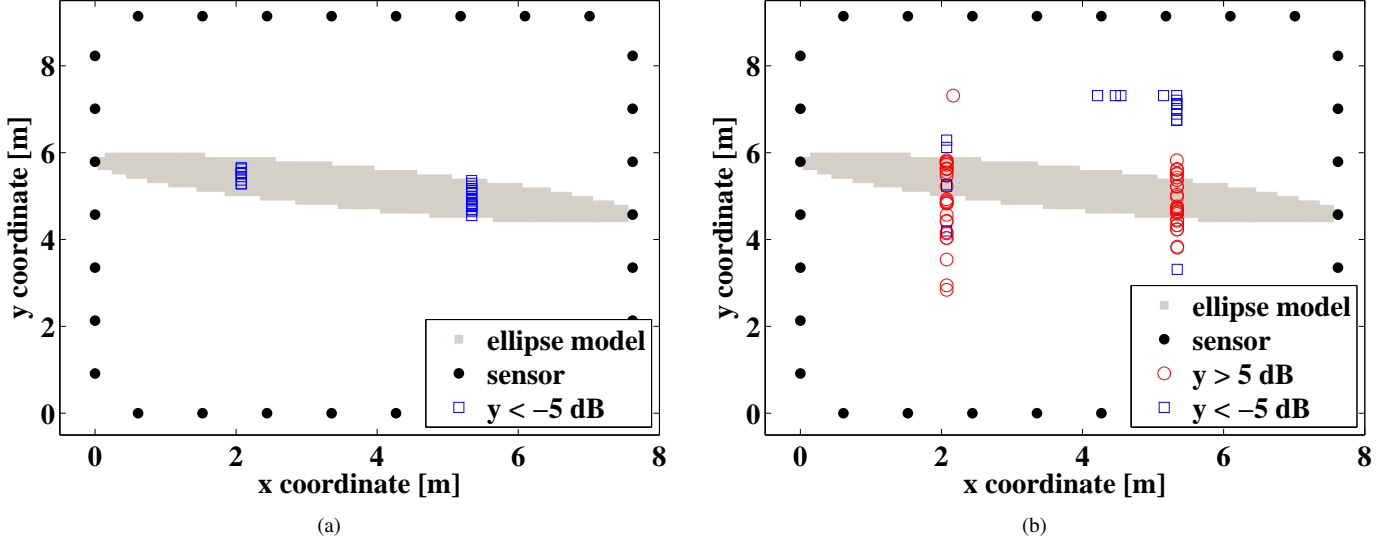 8
6
4
2
0
y coordinate [m]
0 2 4 6 8
x coordinate [m]
ellipse model
sensor
y < −5 dB
(a)
8
6
4
2
0
y coordinate [m]
0 2 4 6 8
x coordinate [m]
ellipse model
sensor
y > 5 dB
y < −5 dB
(b)